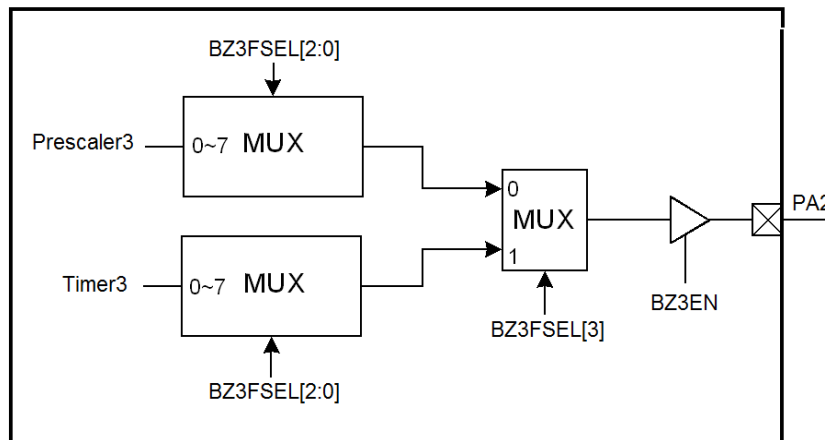 BZ3FSEL[2:0]
Prescaler3
0~7 MUX
0
MUX
1
PA2
Timer3
0~7 MUX
BZ3EN
BZ3FSEL[3]
BZ3FSEL[2:0]